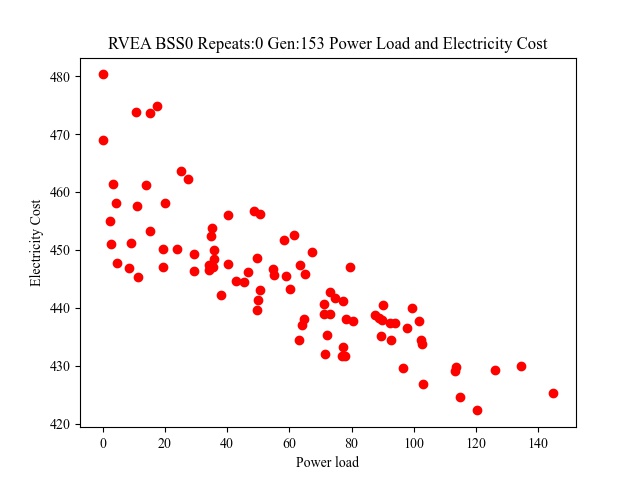 RVEA BSS0 Repeats:0 Gen:153 Power Load and Electricity Cost
480
470
460
450
440
430
420
Electricity Cost
0 20 40 60 80 100 120 140
Power load